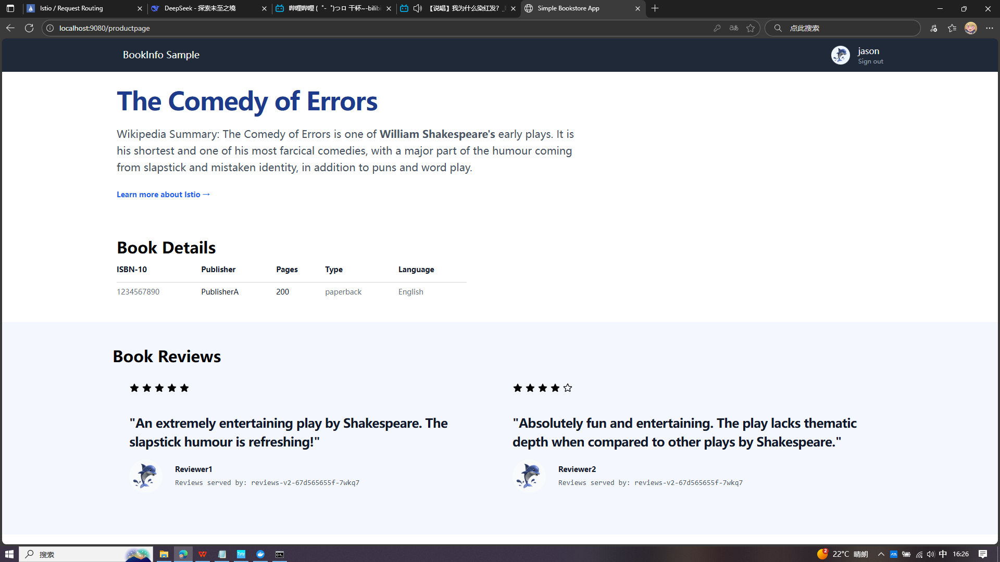 Istio / Request Routing
DeepSeek - 探索未至之境
哔哩哔哩 (゜-゜)つロ 干杯~-bilibi
【说唱】我为什么染红发？_
Simple Bookstore App
localhost:9080/productpage
点此搜索
BookInfo Sample
jason
Sign out
The Comedy of Errors
Wikipedia Summary: The Comedy of Errors is one of William Shakespeare's early plays. It is
his shortest and one of his most farcical comedies, with a major part of the humour coming
from slapstick and mistaken identity, in addition to puns and word play.
Learn more about Istio →
Book Details
ISBN-10 Publisher Pages Type Language
1234567890 PublisherA 200 paperback English
Book Reviews
"An extremely entertaining play by Shakespeare. The
slapstick humour is refreshing!"
Reviewer1
Reviews served by: reviews-v2-67d565655f-7wkq7
"Absolutely fun and entertaining. The play lacks thematic
depth when compared to other plays by Shakespeare."
Reviewer2
Reviews served by: reviews-v2-67d565655f-7wkq7
搜索
2
22°C 晴朗
中
16:26